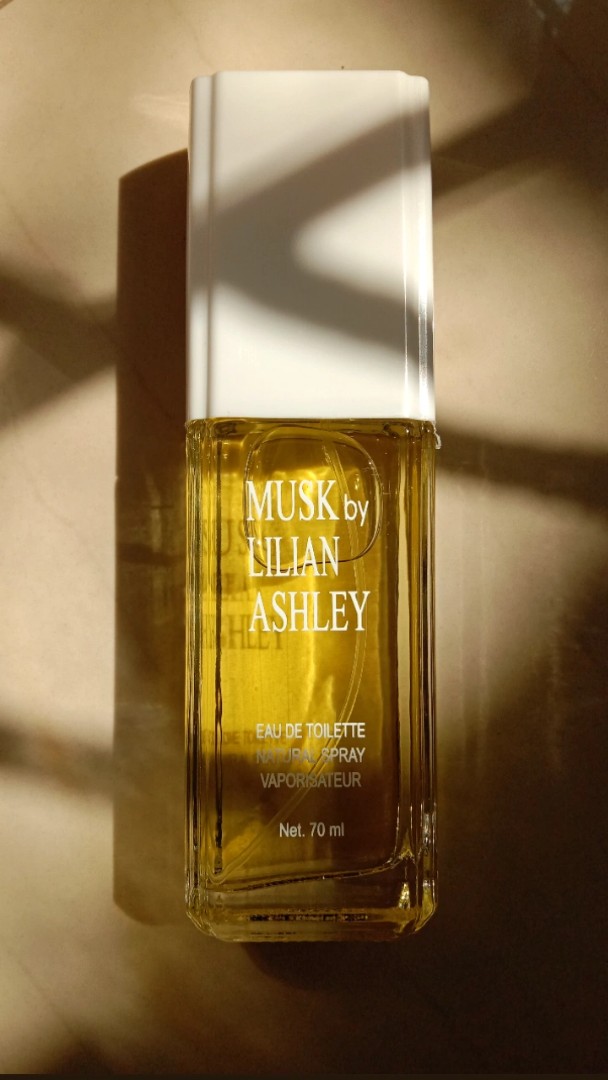 MUSK by
LILIAN
ASHLEY
EAU DE TOILETTE
NATURAL SPRAY
VAPORISATEUR
Net. 70 ml